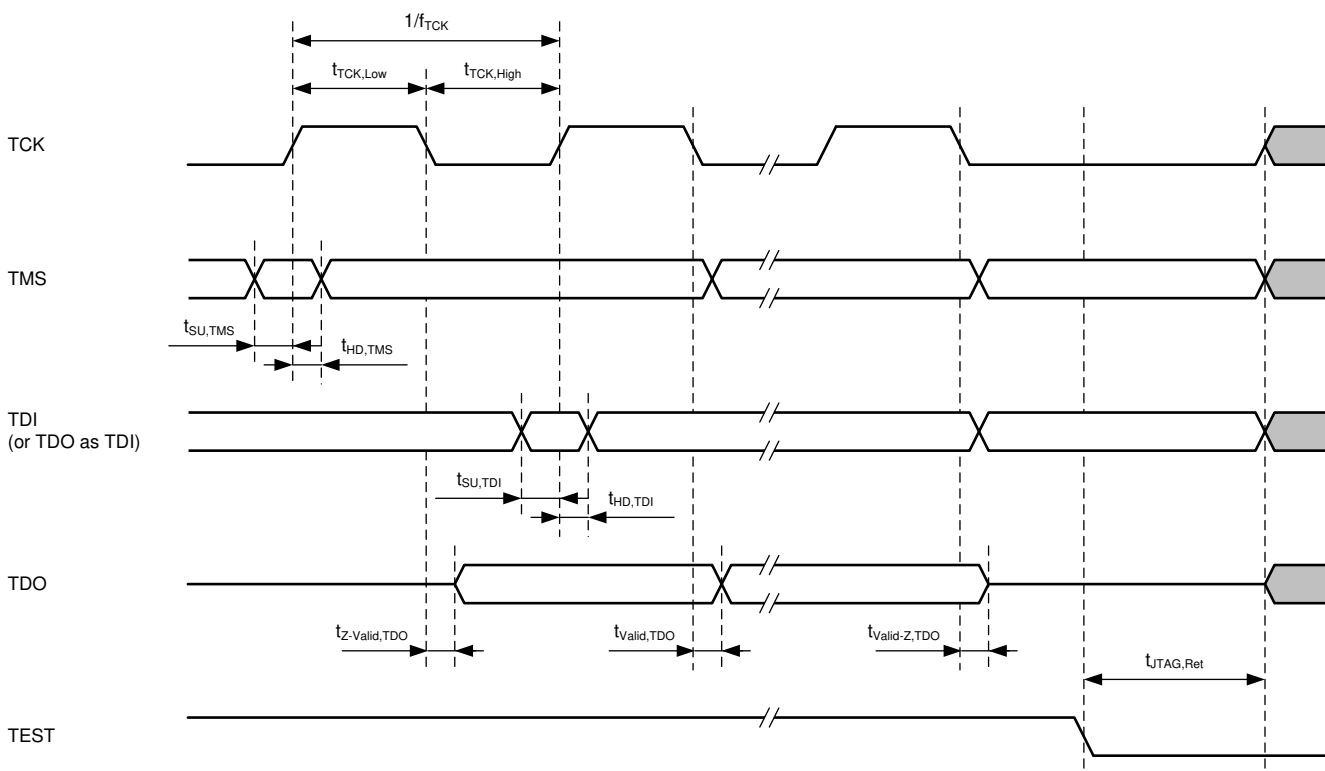 1/fTCK
tTCK,Low
tTCK,High
TCK
TMS
tSU,TMS
tHD,TMS
TDI
(or TDO as TDI)
tSU,TDI
tHD,TDI
TDO
tZ-Valid,TDO
tValid,TDO
tValid-Z,TDO
tJTAG,Ret
TEST